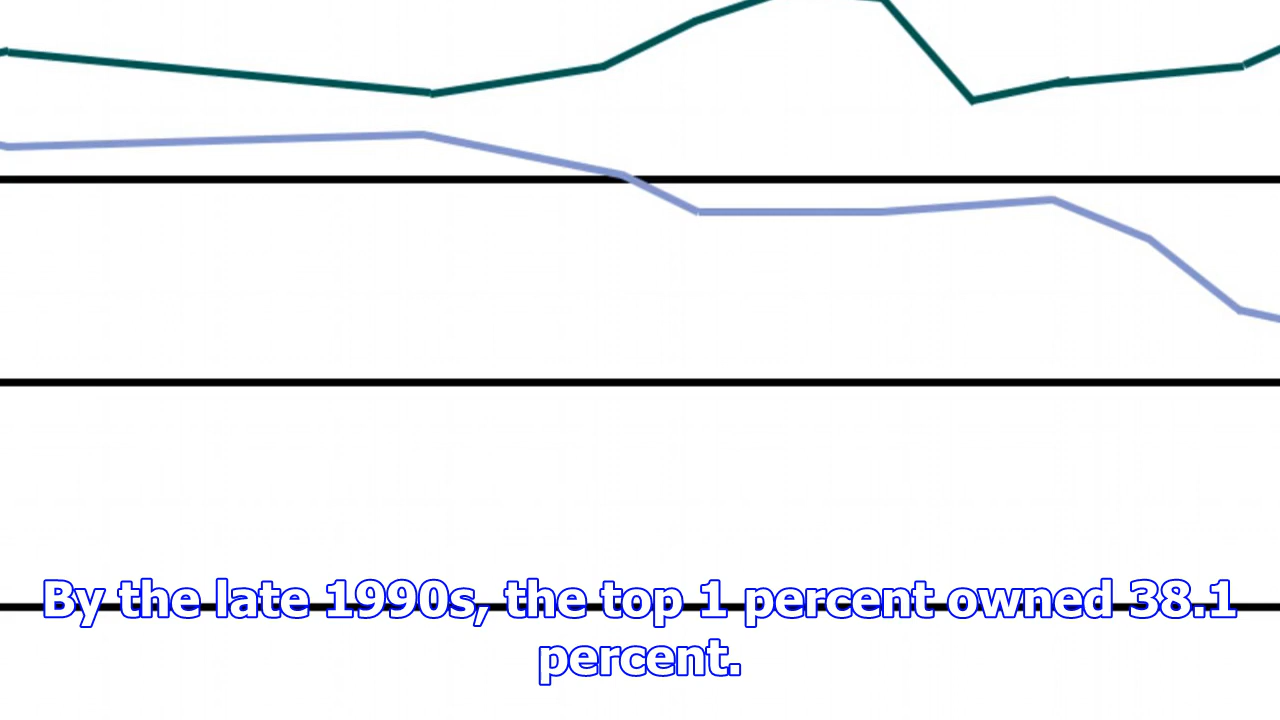 By the late 1990s, the top 1 percent owned 38.1
percent.